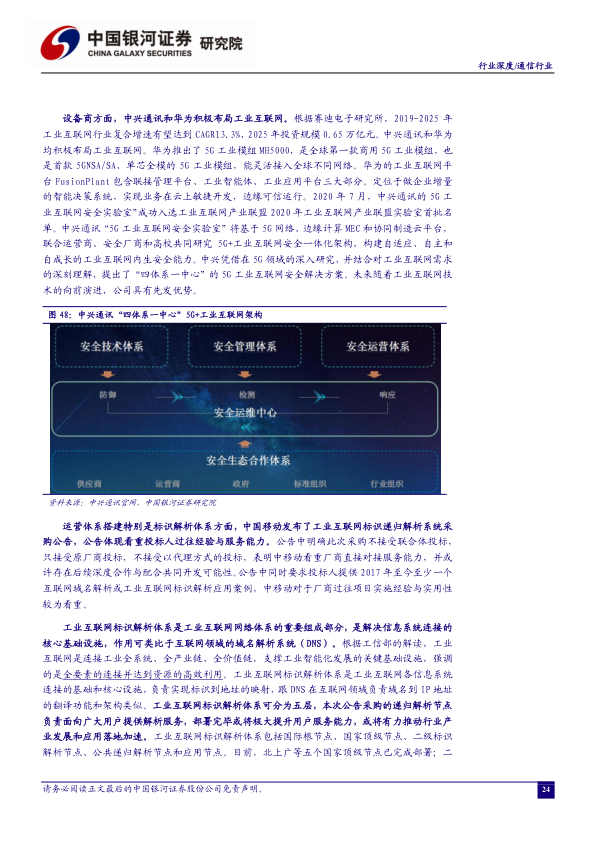 中国银河证券 研究院
CHINA GALAXY SECURITIES
行业深度/通信行业
设备商方面，中兴通讯和华为积极布局工业互联网。根据赛迪电子研究所，2019-2025 年
工业互联网行业复合增速有望达到 CAGR13.3%，2025 年投资规模 0.65 万亿元。中兴通讯和华为
均积极布局工业互联网。华为推出了 5G 工业模组 MH5000，是全球第一款商用 5G 工业模组，也
是首款 5GNSA/SA、单芯全模的 5G 工业模组，能灵活接入全球不同网络。华为的工业互联网平
台 FusionPlant 包含联接管理平台、工业智能体、工业应用平台三大部分。定位于做企业增量
的智能决策系统，实现业务在云上敏捷开发，边缘可信运行。2020 年 7 月，中兴通讯的 5G 工
业互联网安全实验室”成功入选工业互联网产业联盟 2020 年工业互联网产业联盟实验室首批名
单。中兴通讯“5G 工业互联网安全实验室”将基于 5G 网络、边缘计算 MEC 和协同制造云平台，
联合运营商、安全厂商和高校共同研究 5G+工业互联网安全一体化架构，构建自适应、自主和
自成长的工业互联网内生安全能力。中兴凭借在 5G 领域的深入研究，并结合对工业互联网需求
的深刻理解，提出了“四体系一中心”的 5G 工业互联网安全解决方案。未来随着工业互联网技
术的向前演进，公司具有先发优势。
图 48：中兴通讯“四体系一中心”5G+工业互联网架构
安全技术体系 安全管理体系 安全运营体系
防御 检测 响应
安全运维中心
安全生态合作体系
供应商 运营商 政府 标准组织 行业组织
资料来源：中兴通讯官网，中国银河证券研究院
运营体系搭建特别是标识解析体系方面，中国移动发布了工业互联网标识递归解析系统采
购公告，公告体现着重投标人过往经验与服务能力。公告中明确此次采购不接受联合体投标，
只接受原厂商投标，不接受以代理方式的投标，表明中移动看重厂商直接对接服务能力，并或
许存在后续深度合作与配合共同开发可能性。公告中同时要求投标人提供 2017 年至今至少一个
互联网域名解析或工业互联网标识解析应用案例，中移动对于厂商过往项目实施经验与实用性
较为看重。
工业互联网标识解析体系是工业互联网网络体系的重要组成部分，是解决信息系统连接的
核心基础设施，作用可类比于互联网领域的域名解析系统（DNS）。根据工信部的解读，工业
互联网是连接工业全系统、全产业链、全价值链，支撑工业智能化发展的关键基础设施，强调
的是全要素的连接并达到资源的高效利用。工业互联网标识解析体系是工业互联网各信息系统
连接的基础和核心设施，负责实现标识到地址的映射，跟 DNS 在互联网领域负责域名到 IP 地址
的翻译功能和架构类似。工业互联网标识解析体系可分为五层，本次公告采购的递归解析节点
负责面向广大用户提供解析服务，部署完毕或将极大提升用户服务能力，或将有力推动行业产
业发展和应用落地加速。工业互联网标识解析体系包括国际根节点、国家顶级节点、二级标识
解析节点、公共递归解析节点和应用节点。目前，北上广等五个国家顶级节点已完成部署；二
请务必阅读正文最后的中国银河证券股份公司免责声明。
24